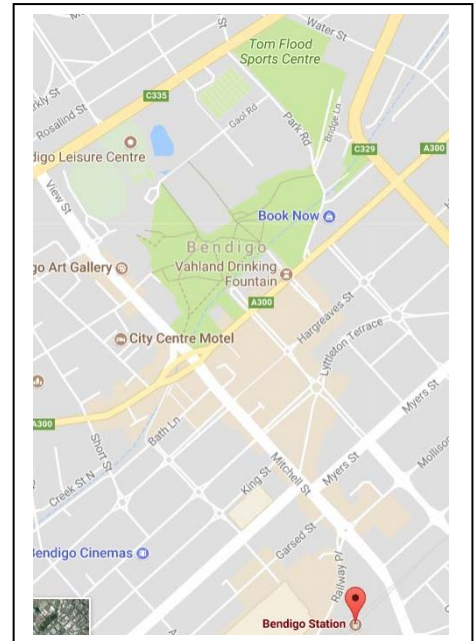 Water St
Tom Flood
Sports Centre
C335
arkly St
Rosalind St
Gaol Rd
Park Rd
Bridge Ln
C329
A300
digo Leisure Centre
View St
Book Now
Bendigo
go Art Gallery
Vahland Drinking
Fountain
A300
Hargreaves St
City Centre Motel
Lyttleton Terrace
A300
Short St
Bath Ln
Myers St
Mollison
Creek St N
King St
Mitchell St
Myers St
Garsed St
Bendigo Cinemas
Railway Pl
Bendigo Station